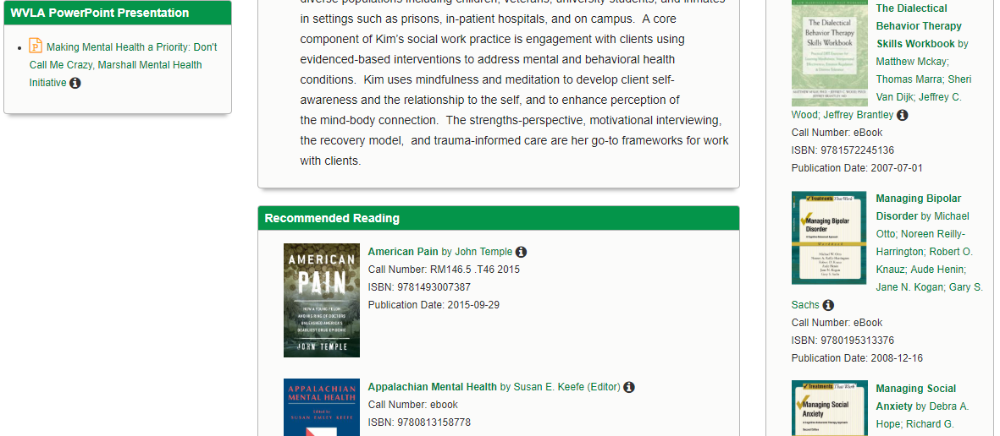 WVLA PowerPoint Presentation
Making Mental Health a Priority: Don't
Call Me Crazy, Marshall Mental Health
Initiative
diverse populations including children, veterans, university students, and inmates
in settings such as prisons, in-patient hospitals, and on campus.  A core
component of Kim’s social work practice is engagement with clients using
evidenced-based interventions to address mental and behavioral health
conditions.  Kim uses mindfulness and meditation to develop client self-
awareness and the relationship to the self, and to enhance perception of
the mind-body connection.  The strengths-perspective, motivational interviewing,
the recovery model,  and trauma-informed care are her go-to frameworks for work
with clients.
Recommended Reading
AMERICAN
PAIN
HOW A YOUNG FELON
AND HIS RING OF DOCTORS
UNLEASHED AMERICA'S
DEADLIEST DRUG EPIDEMIC
JOHN TEMPLE
American Pain by John Temple
Call Number: RM146.5 .T46 2015
ISBN: 9781493007387
Publication Date: 2015-09-29
APPALACHIAN
MENTAL HEALTH
Edited by
SUSAN EMLEY KEEFE
Appalachian Mental Health by Susan E. Keefe (Editor)
Call Number: ebook
ISBN: 9780813158778
The Dialectical
Behavior Therapy
Skills Workbook
The Dialectical
Behavior Therapy
Skills Workbook by
Matthew Mckay;
Thomas Marra; Sheri
Van Dijk; Jeffrey C.
Wood; Jeffrey Brantley
Call Number: eBook
ISBN: 9781572245136
Publication Date: 2007-07-01
Treatments That Work
Managing Bipolar
Disorder
Workbook
Managing Bipolar
Disorder by Michael
Otto; Noreen Reilly-
Harrington; Robert O.
Knauz; Aude Henin;
Jane N. Kogan; Gary S.
Sachs
Call Number: eBook
ISBN: 9780195313376
Publication Date: 2008-12-16
Treatments That Work
Managing Social
Anxiety
Managing Social
Anxiety by Debra A.
Hope; Richard G.